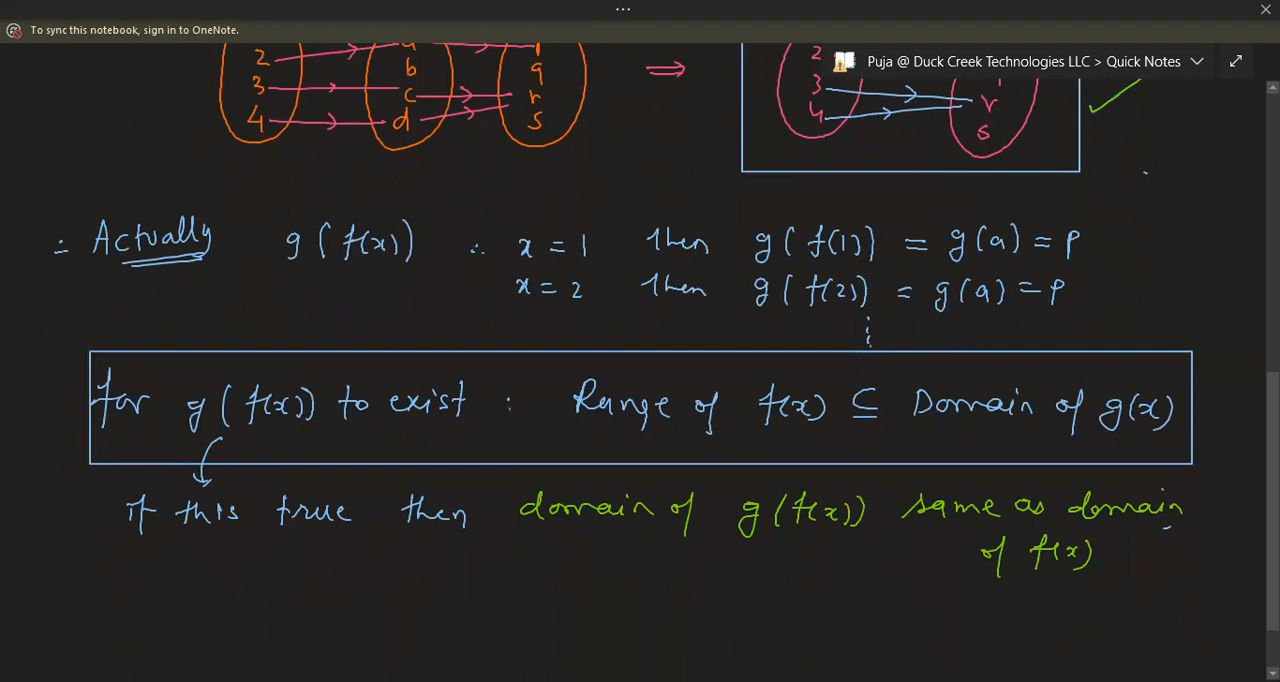 ...
To sync this notebook, sign in to OneNote.
Puja @ Duck Creek Technologies LLC > Quick Notes
2
3
4
b
c
d
q
r
s
⇒
2
3
4
r
s
∴ Actually g(f(x)) ∴ x = 1 then g(f(1)) = g(a) = p
x = 2 then g(f(2)) = g(a) = p
for g(f(x)) to exist : Range of f(x) ⊆ Domain of g(x)
if this true then domain of g(f(x)) same as domain
of f(x)